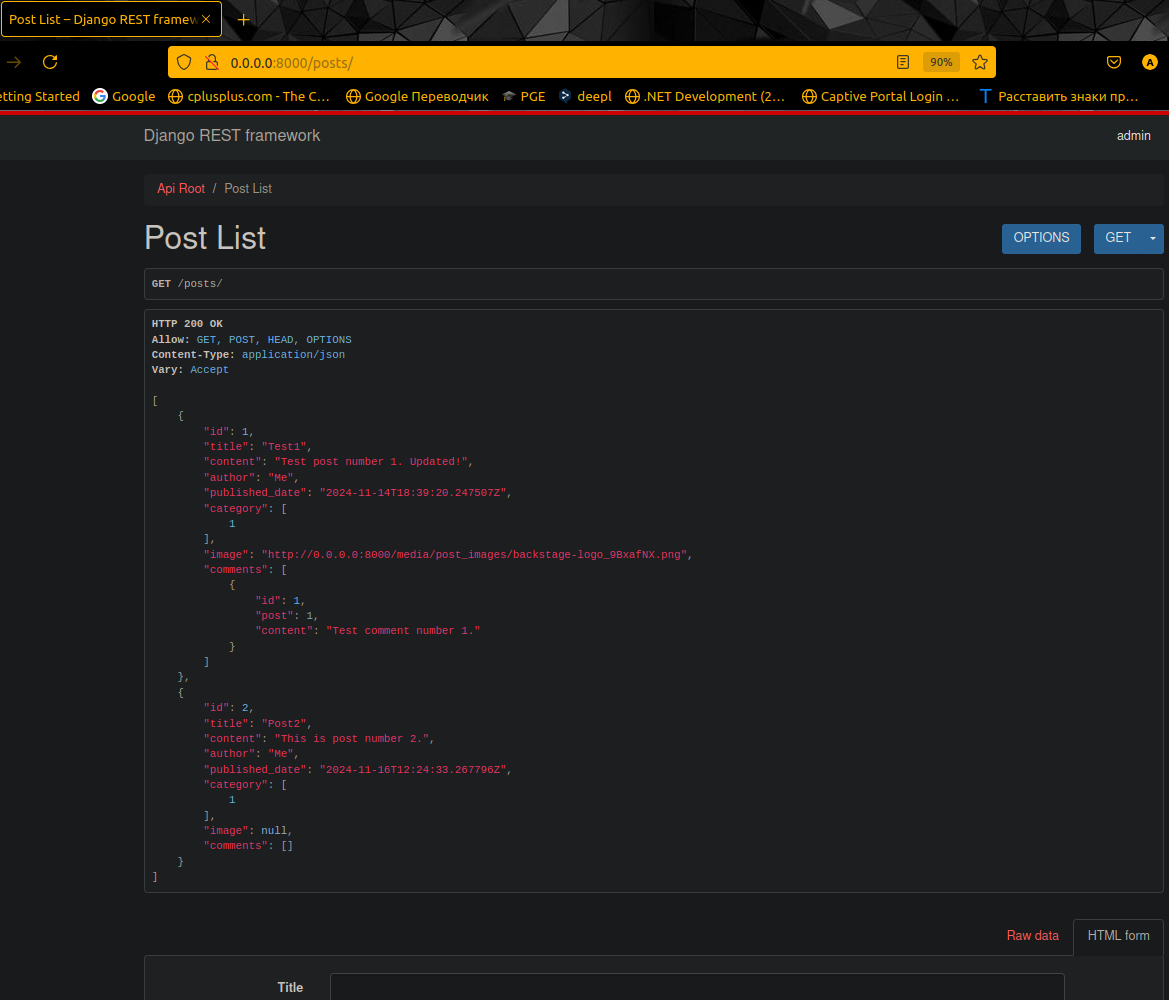 Post List – Django REST framew
0.0.0.0:8000/posts/
90%
A
etting Started
Google
cplusplus.com - The C…
Google Переводчик
PGE
deepl
.NET Development (2…
Captive Portal Login …
T
Расставить знаки пр…
Django REST framework
admin
Api Root / Post List
Post List
OPTIONS
GET
GET /posts/
HTTP 200 OK
Allow: GET, POST, HEAD, OPTIONS
Content-Type: application/json
Vary: Accept
[
    {
        "id": 1,
        "title": "Test1",
        "content": "Test post number 1. Updated!",
        "author": "Me",
        "published_date": "2024-11-14T18:39:20.247507Z",
        "category": [
            1
        ],
        "image": "http://0.0.0.0:8000/media/post_images/backstage-logo_9BxafNX.png",
        "comments": [
            {
                "id": 1,
                "post": 1,
                "content": "Test comment number 1."
            }
        ]
    },
    {
        "id": 2,
        "title": "Post2",
        "content": "This is post number 2.",
        "author": "Me",
        "published_date": "2024-11-16T12:24:33.267796Z",
        "category": [
            1
        ],
        "image": null,
        "comments": []
    }
]
Raw data
HTML form
Title